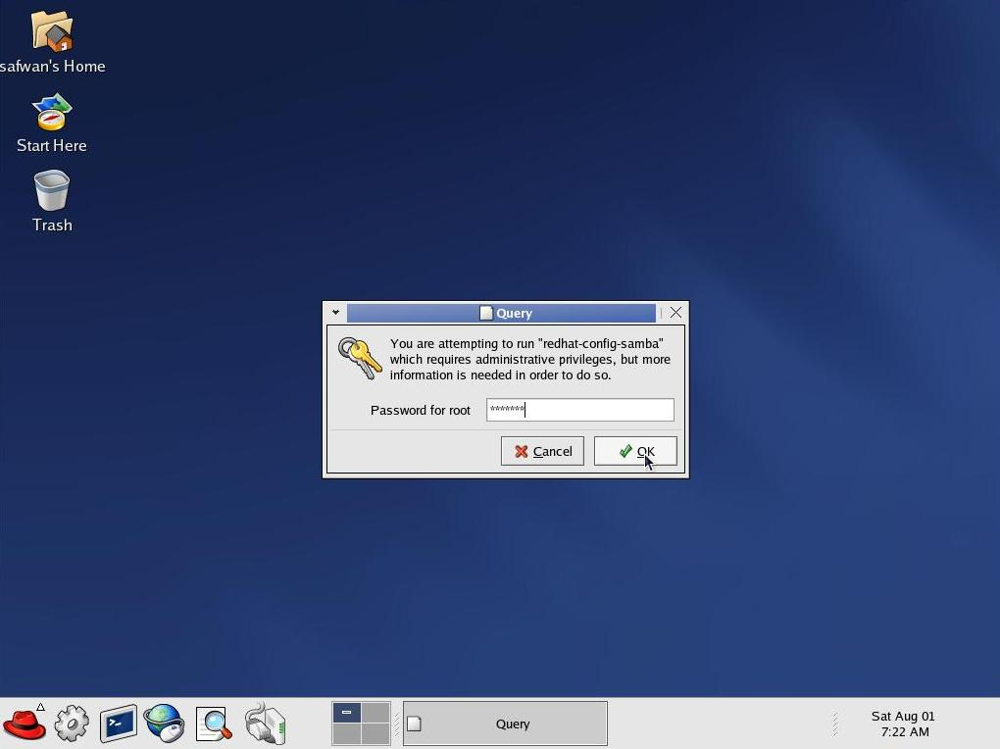 safwan's Home
Start Here
Trash
Query
You are attempting to run "redhat-config-samba"
which requires administrative privileges, but more
information is needed in order to do so.
Password for root *******
Cancel OK
Query
Sat Aug 01
7:22 AM